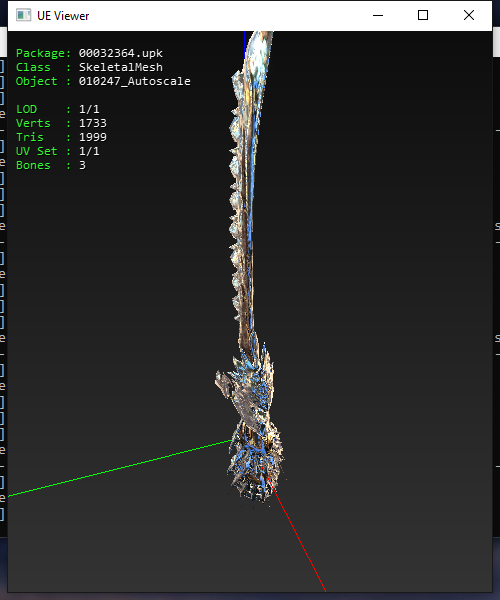 UE Viewer
Package: 00032364.upk
Class  : SkeletalMesh
Object : 010247_Autoscale
LOD    : 1/1
Verts  : 1733
Tris   : 1999
UV Set : 1/1
Bones  : 3